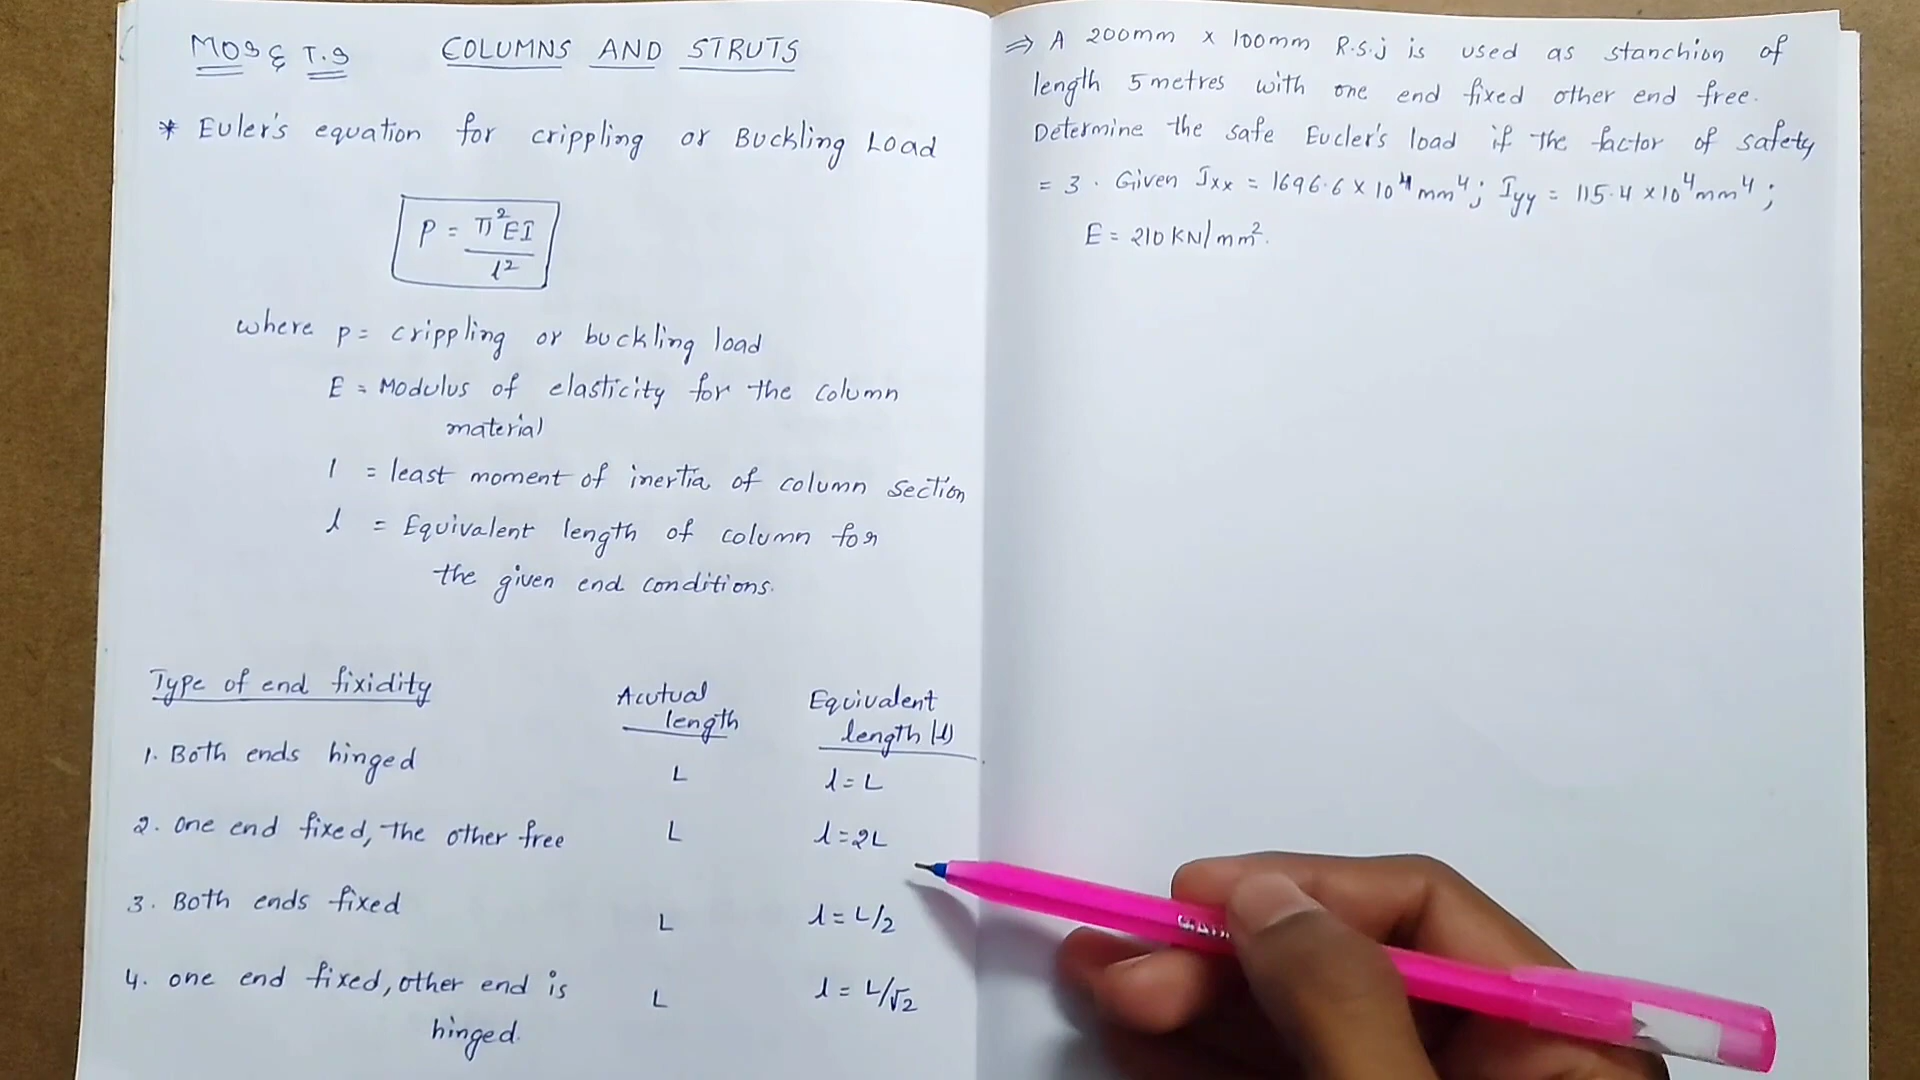 MOS & T.S COLUMNS AND STRUTS
* Euler's equation for crippling or Buckling Load
P = π²EI / l²
where P = crippling or buckling load
E = Modulus of elasticity for the column
material
I = least moment of inertia of column section
l = Equivalent length of column for
the given end conditions.
Type of end fixidity Acutual length Equivalent length (l)
1. Both ends hinged L l = L
2. one end fixed, the other free L l = 2L
3. Both ends fixed L l = L/2
4. one end fixed, other end is L l = L/√2
hinged.
⇒ A 200mm x 100mm R.S.j is used as stanchion of
length 5 metres with one end fixed other end free.
Determine the safe Eucler's load if the factor of safety
= 3. Given Ixx = 1696.6 x 10⁴ mm⁴; Iyy = 115.4 x 10⁴ mm⁴;
E = 210 KN/mm².